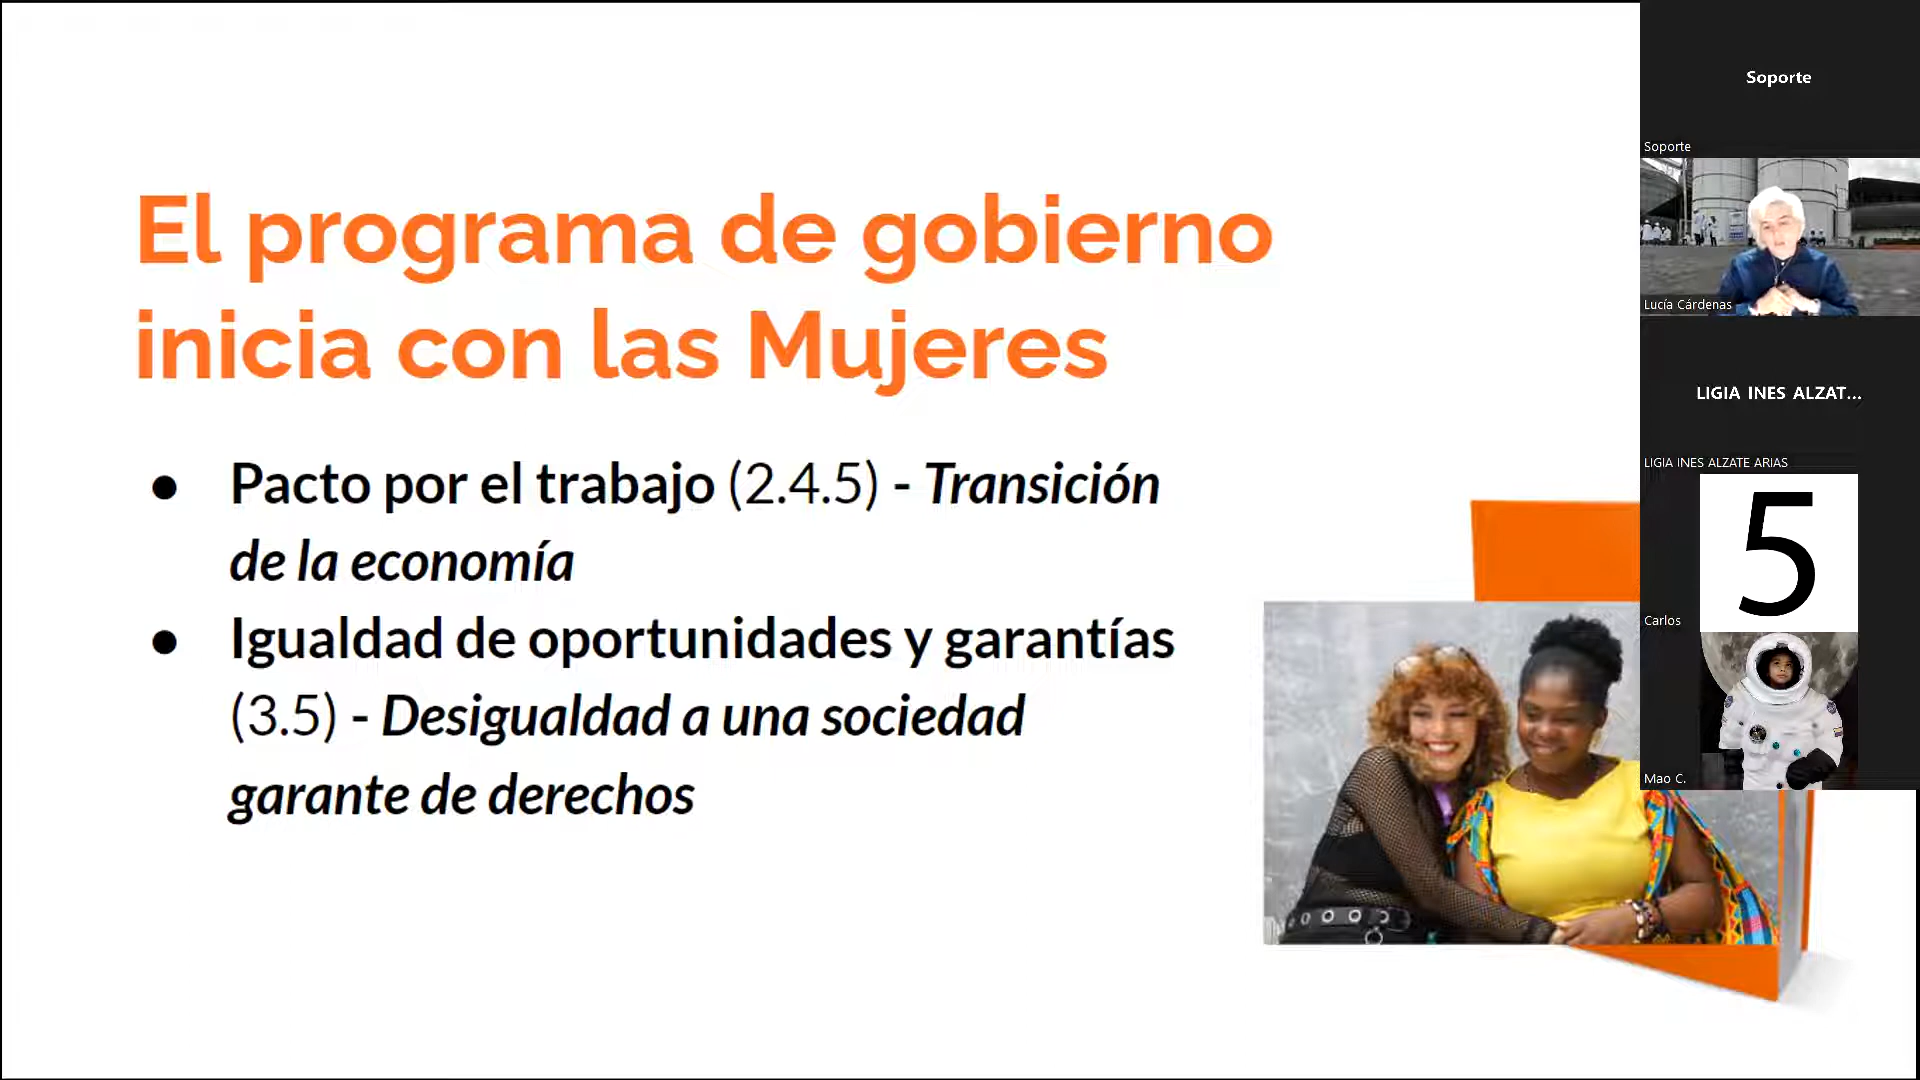 El programa de gobierno
inicia con las Mujeres
● Pacto por el trabajo (2.4.5) - Transición
de la economía
● Igualdad de oportunidades y garantías
(3.5) - Desigualdad a una sociedad
garante de derechos
Soporte
Soporte
Lucía Cárdenas
LIGIA INES ALZAT...
LIGIA INES ALZATE ARIAS
5
Carlos
Mao C.